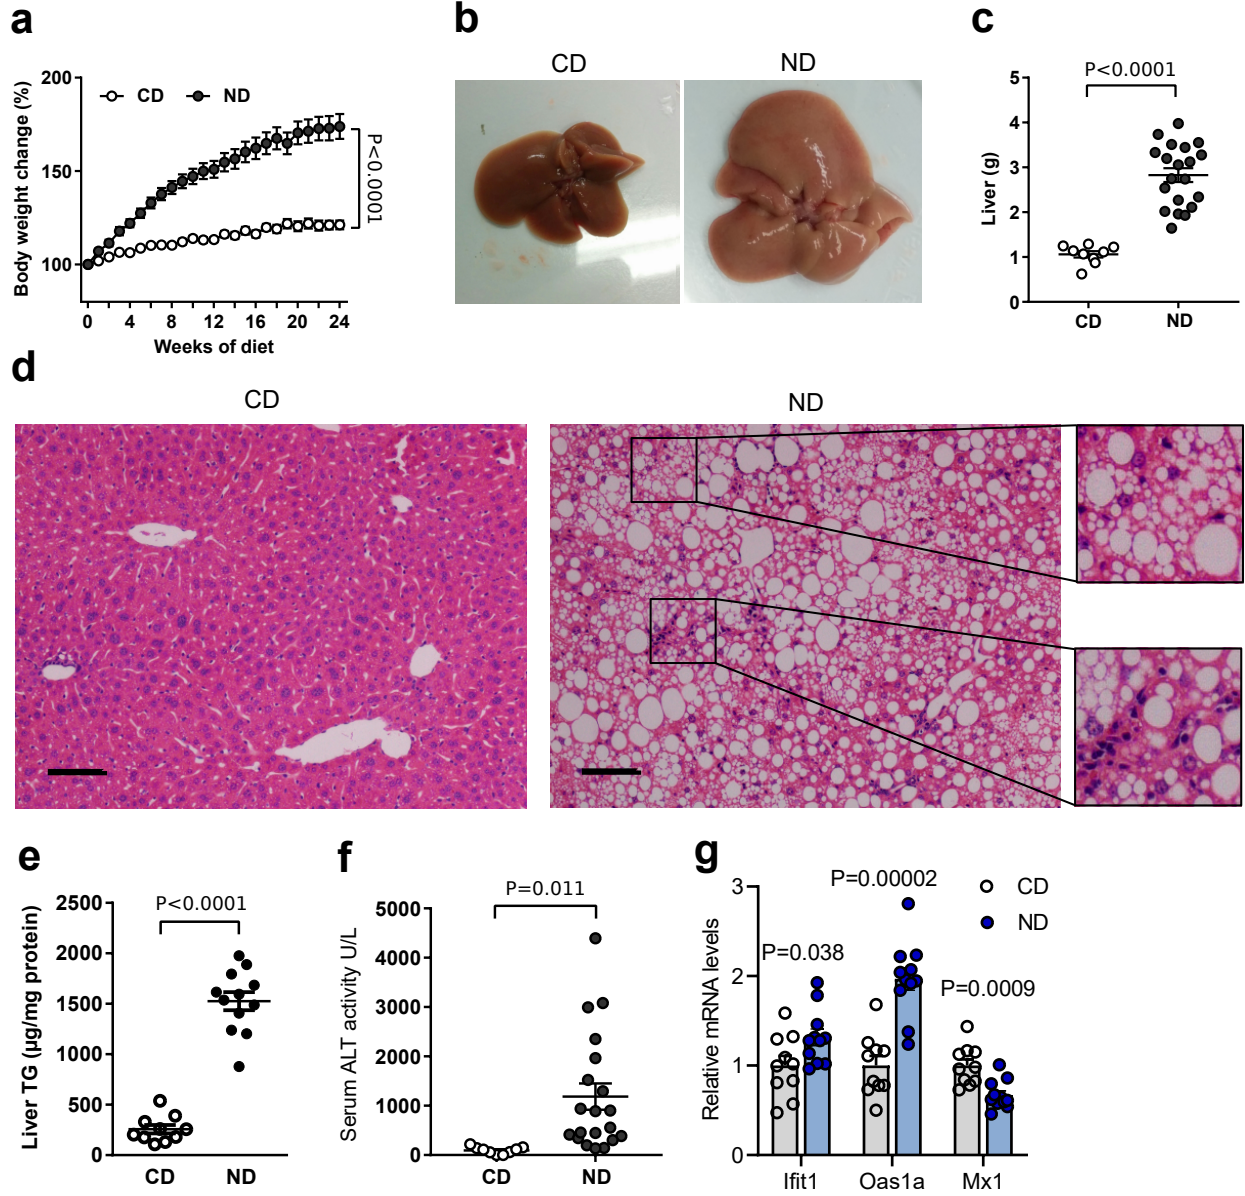 a
200
150
100
Body weight change (%)
CD
ND
P<0.0001
0 4 8 12 16 20 24
Weeks of diet
b
CD ND
c
P<0.0001
5
4
3
2
1
0
Liver (g)
CD ND
d
CD
ND
e
P<0.0001
2500
2000
1500
1000
500
0
Liver TG (µg/mg protein)
CD ND
f
P=0.011
5000
4000
3000
2000
1000
0
Serum ALT activity U/L
CD ND
g
3
2
1
0
Relative mRNA levels
P=0.038
P=0.00002
P=0.0009
CD
ND
Ifit1 Oas1a Mx1